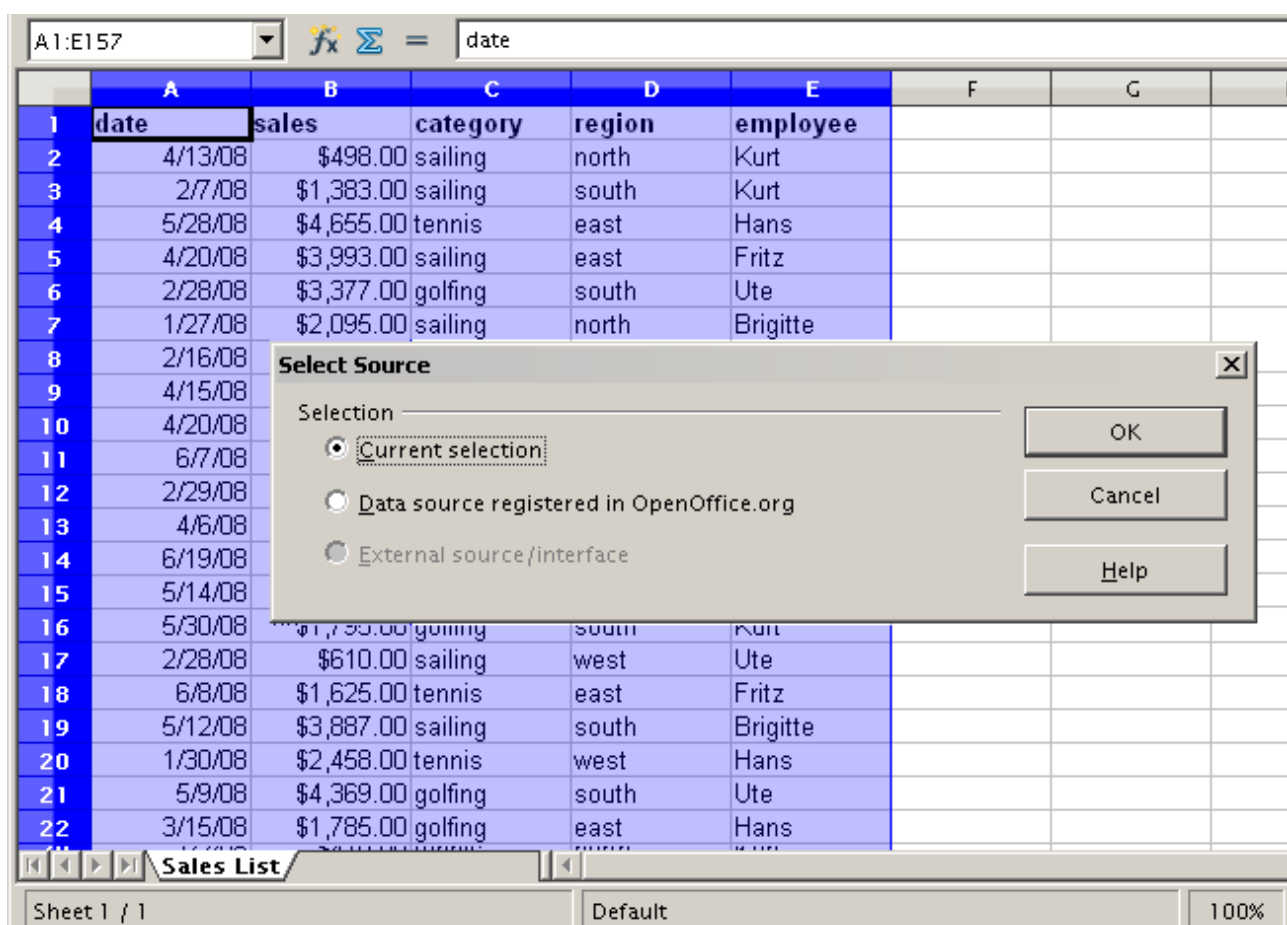 A1:E157 date
A B C D E F G
1 date sales category region employee
2 4/13/08 $498.00 sailing north Kurt
3 2/7/08 $1,383.00 sailing south Kurt
4 5/28/08 $4,655.00 tennis east Hans
5 4/20/08 $3,993.00 sailing east Fritz
6 2/28/08 $3,377.00 golfing south Ute
7 1/27/08 $2,095.00 sailing north Brigitte
8 2/16/08
9 4/15/08
10 4/20/08
11 6/7/08
12 2/29/08
13 4/6/08
14 6/19/08
15 5/14/08
Select Source
Selection
Current selection
Data source registered in OpenOffice.org
External source/interface
OK
Cancel
Help
16 5/30/08 $1,795.00 golfing south Kurt
17 2/28/08 $610.00 sailing west Ute
18 6/8/08 $1,625.00 tennis east Fritz
19 5/12/08 $3,887.00 sailing south Brigitte
20 1/30/08 $2,458.00 tennis west Hans
21 5/9/08 $4,369.00 golfing south Ute
22 3/15/08 $1,785.00 golfing east Hans
Sales List
Sheet 1 / 1 Default 100%